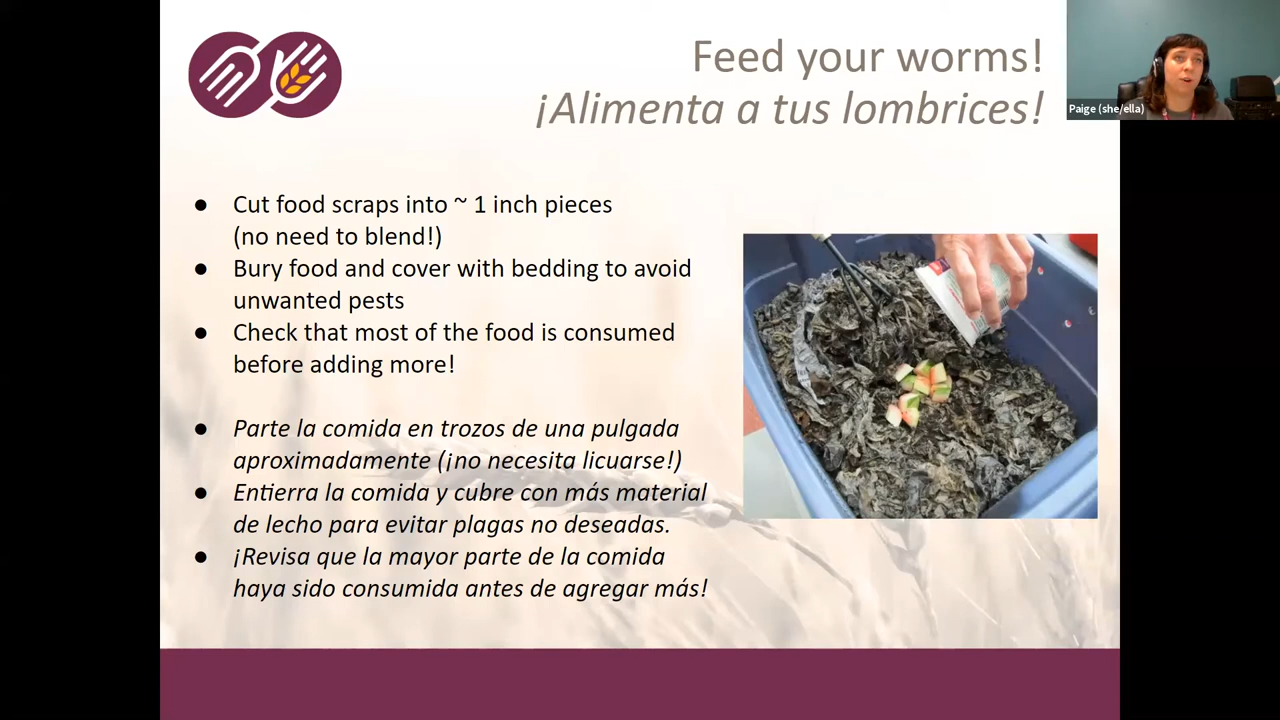 Feed your worms!
¡Alimenta a tus lombrices!
Paige (she/ella)
● Cut food scraps into ~ 1 inch pieces
(no need to blend!)
● Bury food and cover with bedding to avoid
unwanted pests
● Check that most of the food is consumed
before adding more!
● Parte la comida en trozos de una pulgada
aproximadamente (¡no necesita licuarse!)
● Entierra la comida y cubre con más material
de lecho para evitar plagas no deseadas.
● ¡Revisa que la mayor parte de la comida
haya sido consumida antes de agregar más!